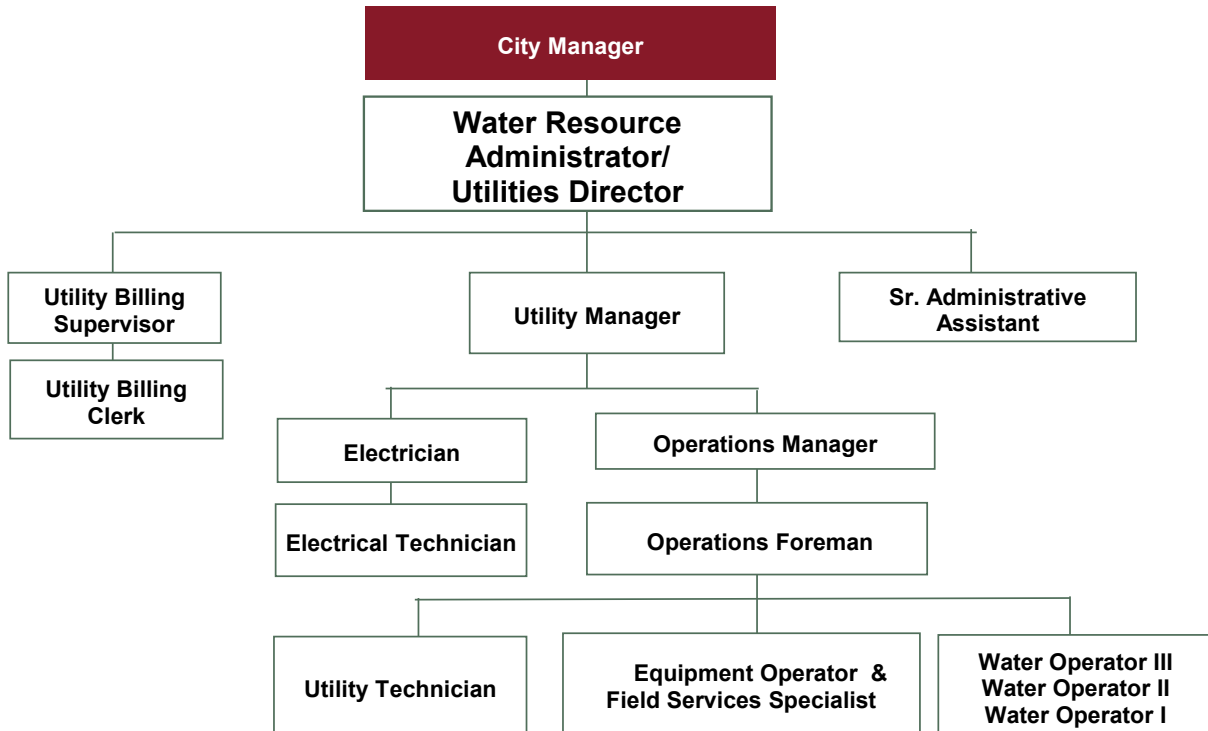 City Manager
Water Resource
Administrator/
Utilities Director
Utility Billing
Supervisor
Utility Manager
Sr. Administrative
Assistant
Utility Billing
Clerk
Electrician
Operations Manager
Electrical Technician
Operations Foreman
Utility Technician
Equipment Operator &
Field Services Specialist
Water Operator III
Water Operator II
Water Operator I